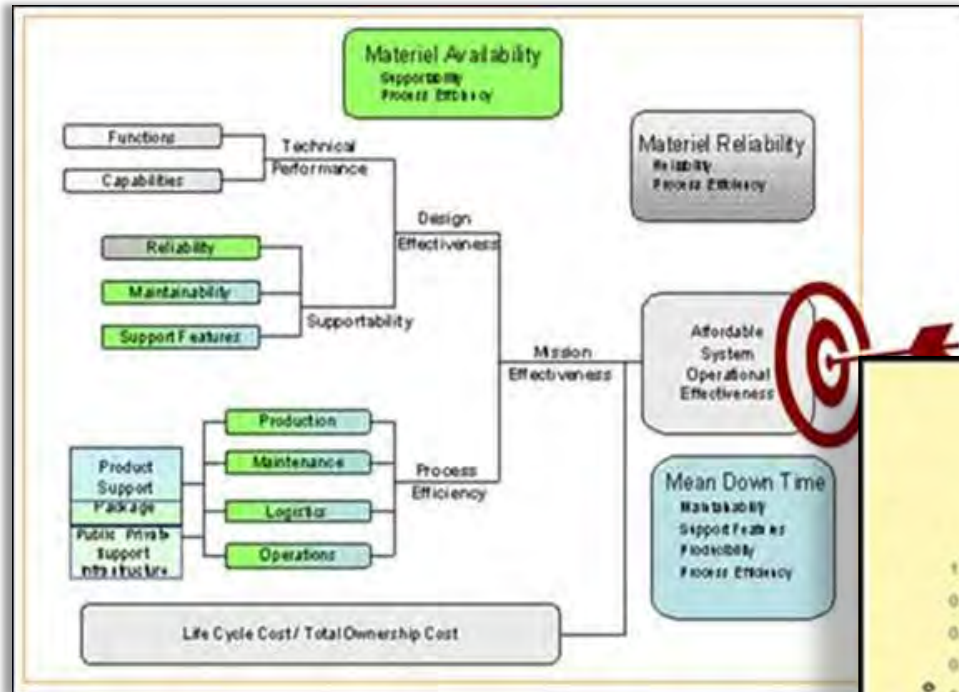 Materiel Availability
Supportability
Process Efficiency
Materiel Reliability
Reliability
Process Efficiency
Functions
Capabilities
Technical
Performance
Reliability
Maintainability
Support Features
Supportability
Design
Effectiveness
Mission
Effectiveness
Affordable
System
Operational
Effectiveness
Product
Support
Package
Public Private
Support
Infrastructure
Production
Maintenance
Logistics
Operations
Process
Efficiency
Mean Down Time
Maintainability
Support Features
Producibility
Process Efficiency
Life Cycle Cost / Total Ownership Cost